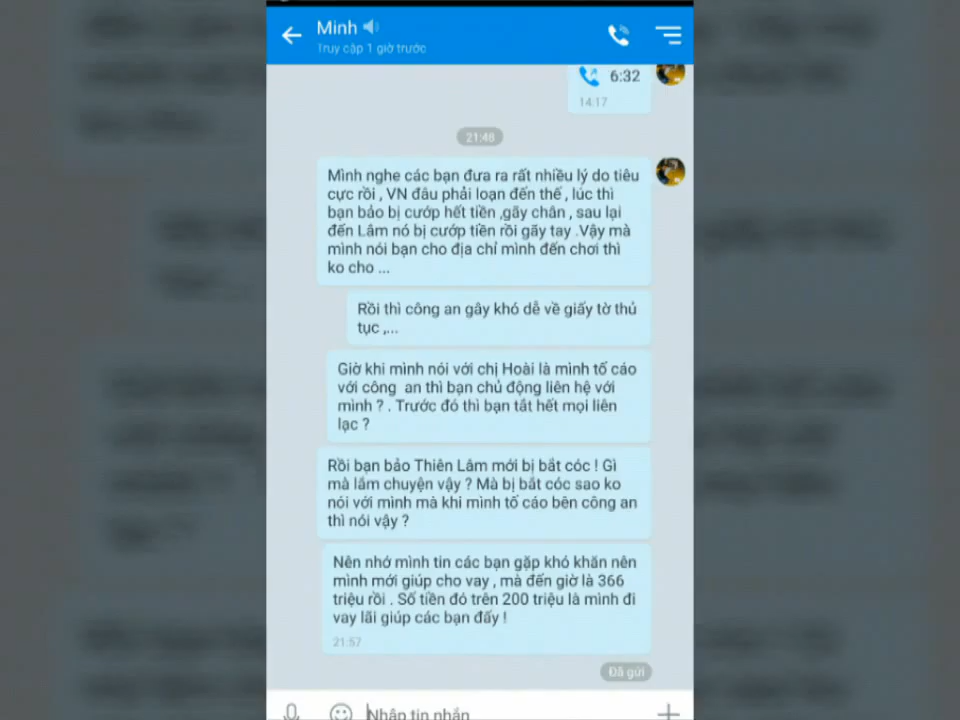 Minh
Truy cập 1 giờ trước
6:32
14:17
21:46
Mình nghe các bạn đưa ra rất nhiều lý do tiêu
cực rồi , VN đâu phải loạn đến thế , lúc thì
bạn bảo bị cướp hết tiền ,gãy chân , sau lại
đến Lâm nó bị cướp tiền rồi gãy tay .Vậy mà
mình nói bạn cho địa chỉ mình đến chơi thì
ko cho ...
Rồi thì công an gây khó dễ về giấy tờ thủ
tục ,...
Giờ khi mình nói với chị Hoài là mình tố cáo
với công an thì bạn chủ động liên hệ với
mình ? . Trước đó thì bạn tắt hết mọi liên
lạc ?
Rồi bạn bảo Thiên Lâm mới bị bắt cóc ! Gì
mà lắm chuyện vậy ? Mà bị bắt cóc sao ko
nói với mình mà khi mình tố cáo bên công an
thì nói vậy ?
Nên nhớ mình tin các bạn gặp khó khăn nên
mình mới giúp cho vay , mà đến giờ là 366
triệu rồi . Số tiền đó trên 200 triệu là mình đi
vay lãi giúp các bạn đấy !
21:57
Đã gửi
Nhập tin nhắn